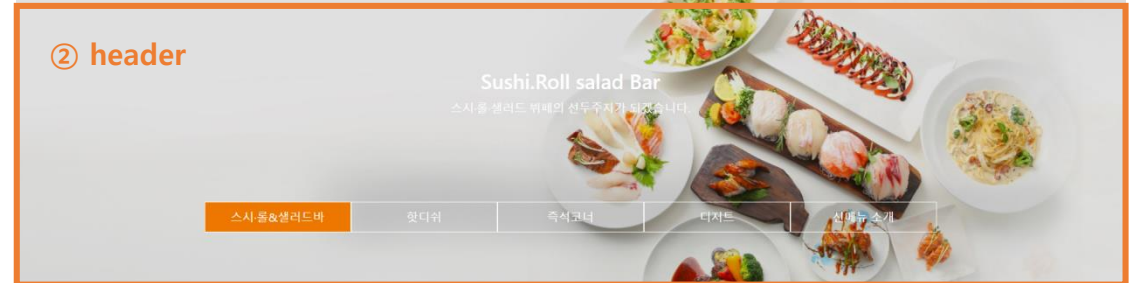 ② header
Sushi.Roll salad Bar
스시·롤·샐러드 뷔페의 선두주자가 되겠습니다.
스시·롤&샐러드바
핫디쉬
즉석코너
디저트
신메뉴 소개